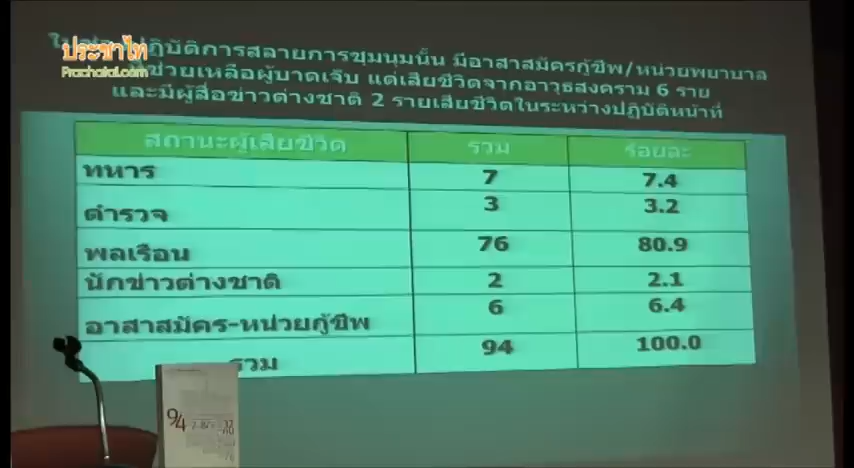 ประชาไท
Prachatai.com
ปฏิบัติการสลายการชุมนุมนั้น มีอาสาสมัครกู้ชีพ/หน่วยพยาบาล
ช่วยเหลือผู้บาดเจ็บ แต่เสียชีวิตจากอาวุธสงคราม 6 ราย
และมีผู้สื่อข่าวต่างชาติ 2 รายเสียชีวิตในระหว่างปฏิบัติหน้าที่
สถานะผู้เสียชีวิต รวม ร้อยละ
ทหาร 7 7.4
ตำรวจ 3 3.2
พลเรือน 76 80.9
นักข่าวต่างชาติ 2 2.1
อาสาสมัคร-หน่วยกู้ชีพ 6 6.4
รวม 94 100.0
94